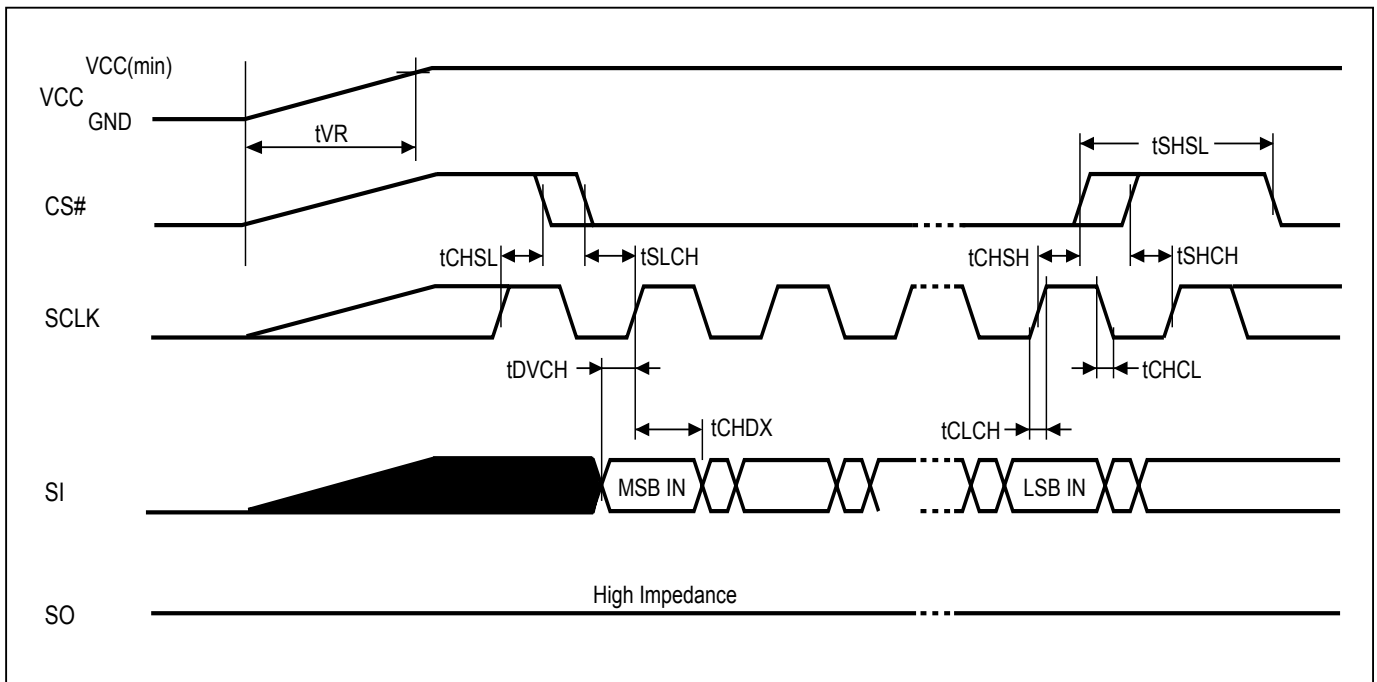 VCC(min)
VCC
GND
tVR
tSHSL
CS#
tCHSL
tSLCH
tCHSH
tSHCH
SCLK
tDVCH
tCHCL
tCHDX
tCLCH
SI
MSB IN
LSB IN
High Impedance
SO